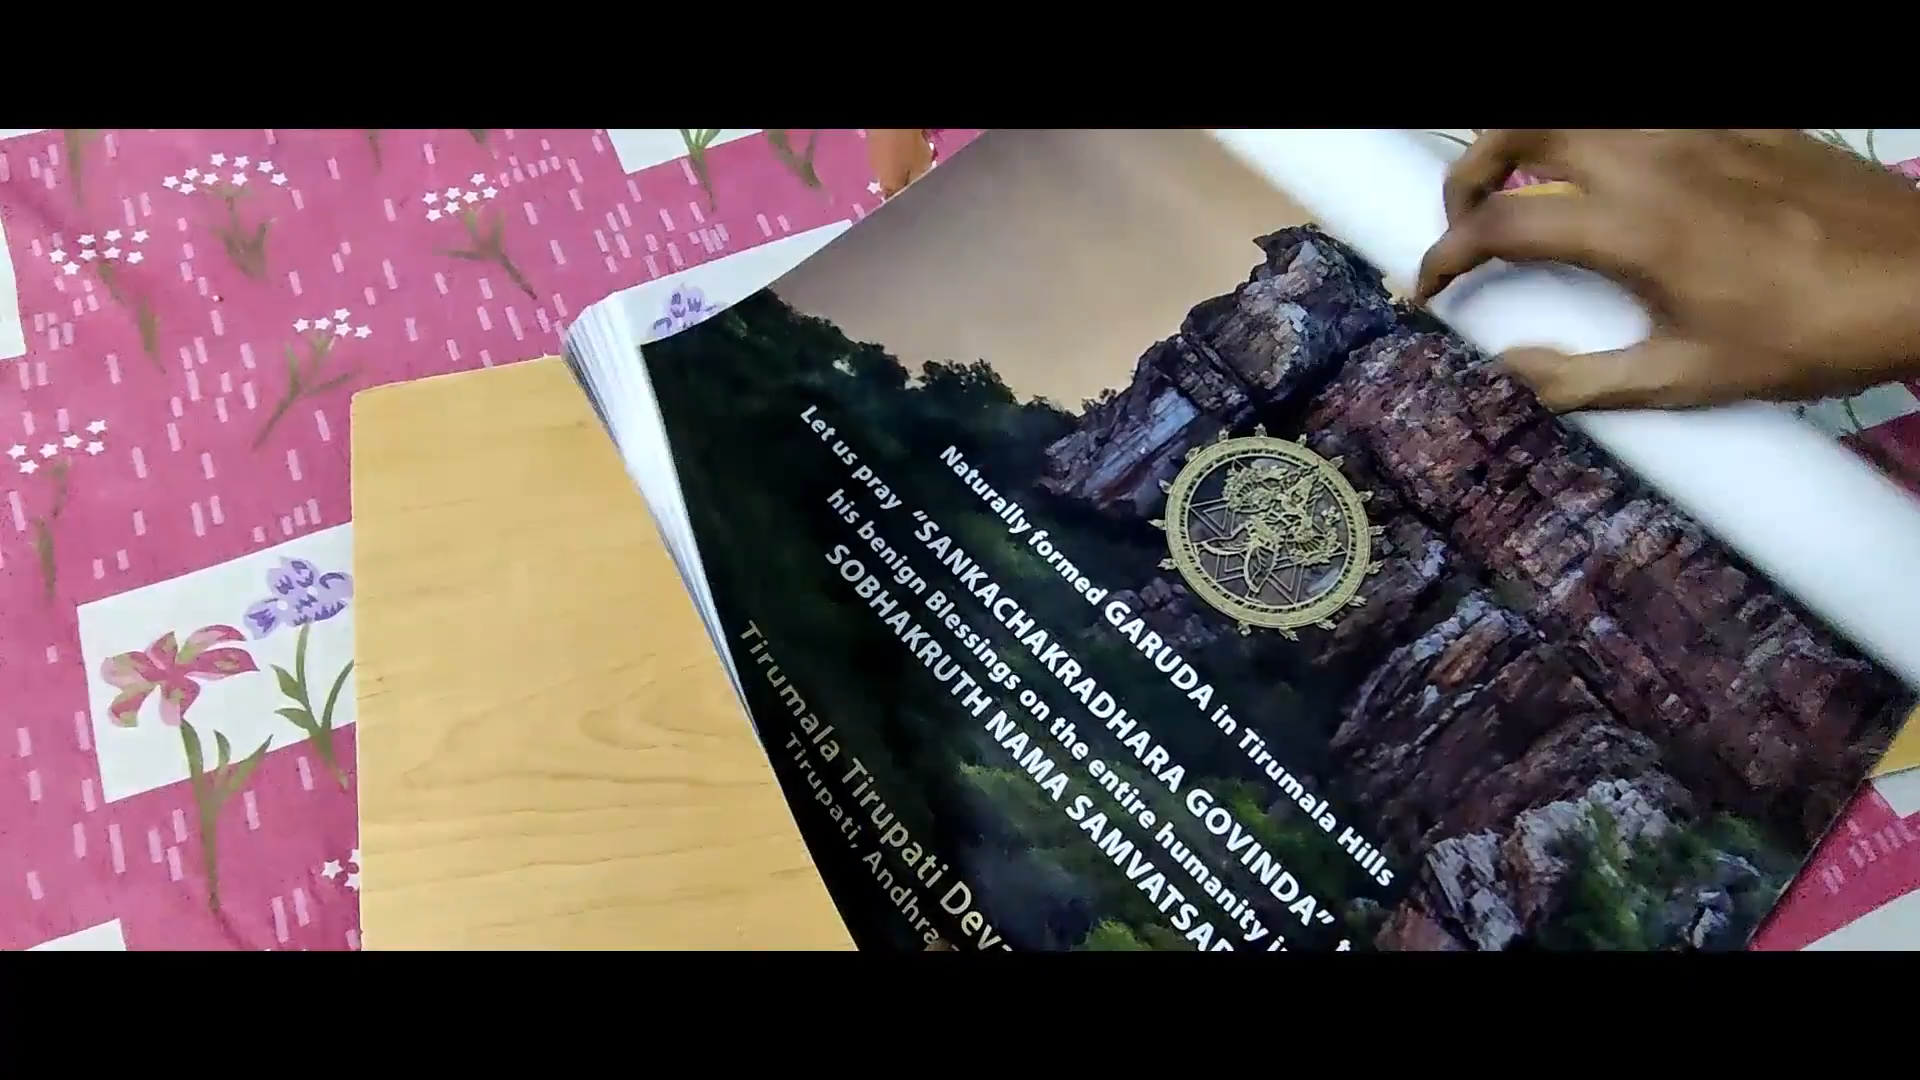 Naturally formed GARUDA in Tirumala Hills
Let us pray "SANKACHAKRADHARA GOVINDA"
his benign Blessings on the entire humanity
SOBHAKRUTH NAMA
Tirumala Tirupati
Tirupati, Andhra